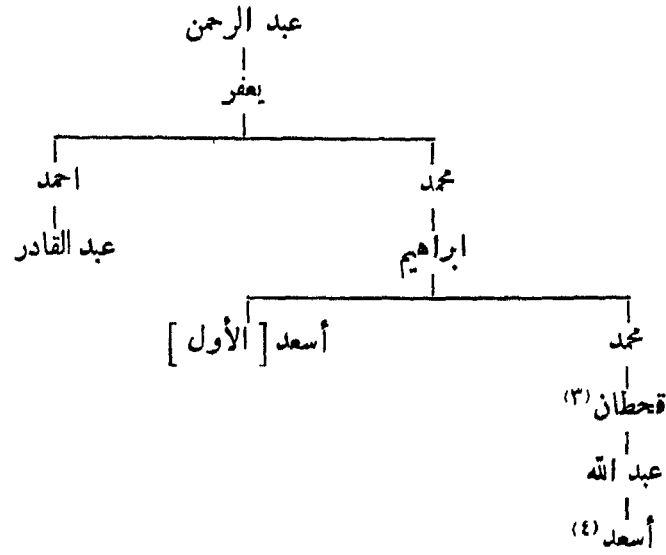 عبد الرحمن
يعفر
محمد
احمد
ابراهيم
عبد القادر
محمد
أسعد [ الأول ]
قحطان (٣)
عبد الله
أسعد (٤)